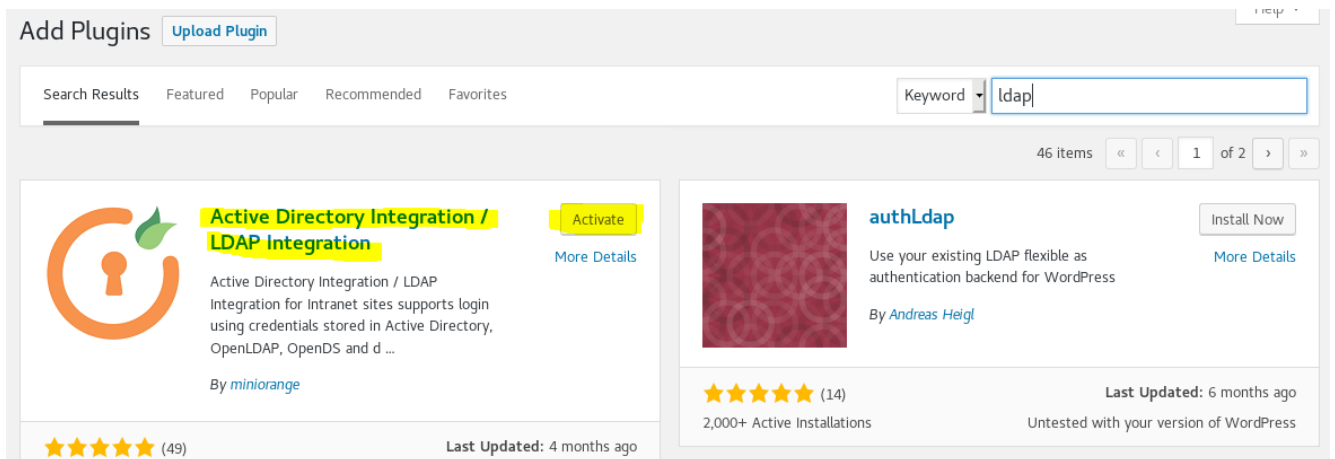 Help
Add Plugins Upload Plugin
Search Results Featured Popular Recommended Favorites Keyword ldap
46 items « ‹ 1 of 2 › »
Active Directory Integration /
LDAP Integration
Activate
More Details
Active Directory Integration / LDAP
Integration for Intranet sites supports login
using credentials stored in Active Directory,
OpenLDAP, OpenDS and d ...
By miniorange
(49)
Last Updated: 4 months ago
authLdap
Install Now
More Details
Use your existing LDAP flexible as
authentication backend for WordPress
By Andreas Heigl
(14)
Last Updated: 6 months ago
2,000+ Active Installations
Untested with your version of WordPress